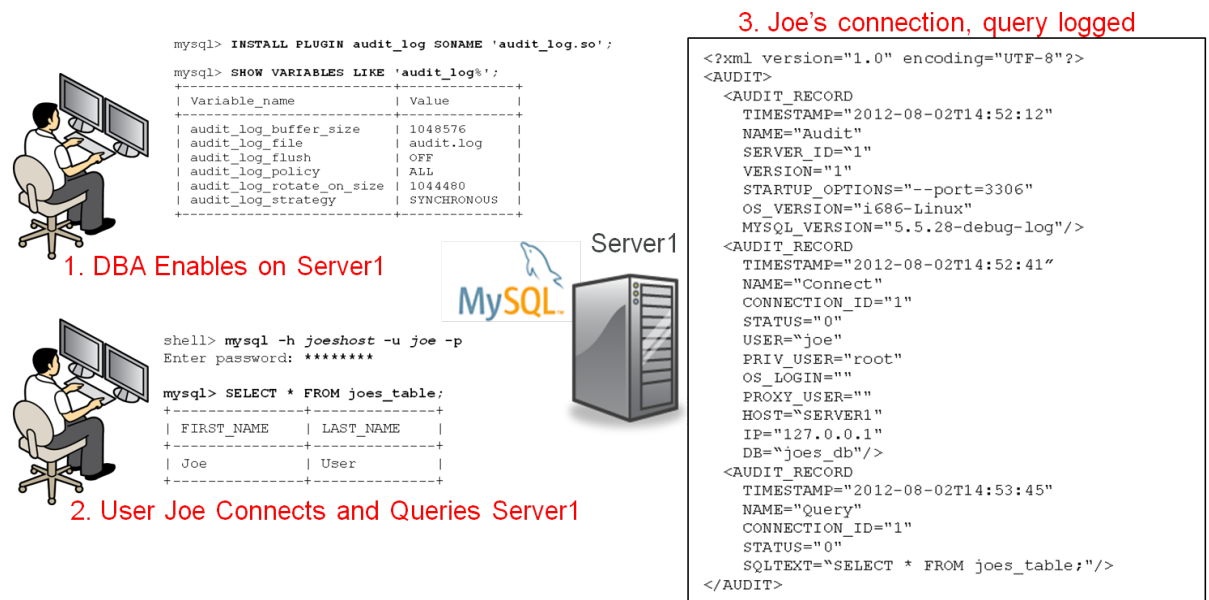 mysql> INSTALL PLUGIN audit_log SONAME 'audit_log.so';
mysql> SHOW VARIABLES LIKE 'audit_log%';
+--------------------------+--------------+
| Variable_name | Value |
+--------------------------+--------------+
| audit_log_buffer_size | 1048576 |
| audit_log_file | audit.log |
| audit_log_flush | OFF |
| audit_log_policy | ALL |
| audit_log_rotate_on_size | 1044480 |
| audit_log_strategy | SYNCHRONOUS |
+--------------------------+--------------+
1. DBA Enables on Server1
shell> mysql -h joeshost -u joe -p
Enter password: ********
mysql> SELECT * FROM joes_table;
+---------------+--------------+
| FIRST_NAME | LAST_NAME |
+---------------+--------------+
| Joe | User |
+---------------+--------------+
2. User Joe Connects and Queries Server1
MySQL™
Server1
3. Joe's connection, query logged
<?xml version="1.0" encoding="UTF-8"?>
<AUDIT>
<AUDIT_RECORD
TIMESTAMP="2012-08-02T14:52:12"
NAME="Audit"
SERVER_ID=“1"
VERSION="1"
STARTUP_OPTIONS="--port=3306"
OS_VERSION="i686-Linux"
MYSQL_VERSION="5.5.28-debug-log"/>
<AUDIT_RECORD
TIMESTAMP="2012-08-02T14:52:41”
NAME="Connect"
CONNECTION_ID="1"
STATUS="0"
USER=“joe"
PRIV_USER="root"
OS_LOGIN=""
PROXY_USER=""
HOST=“SERVER1"
IP="127.0.0.1"
DB=“joes_db"/>
<AUDIT_RECORD
TIMESTAMP="2012-08-02T14:53:45"
NAME="Query"
CONNECTION_ID="1"
STATUS="0"
SQLTEXT=“SELECT * FROM joes_table;"/>
</AUDIT>